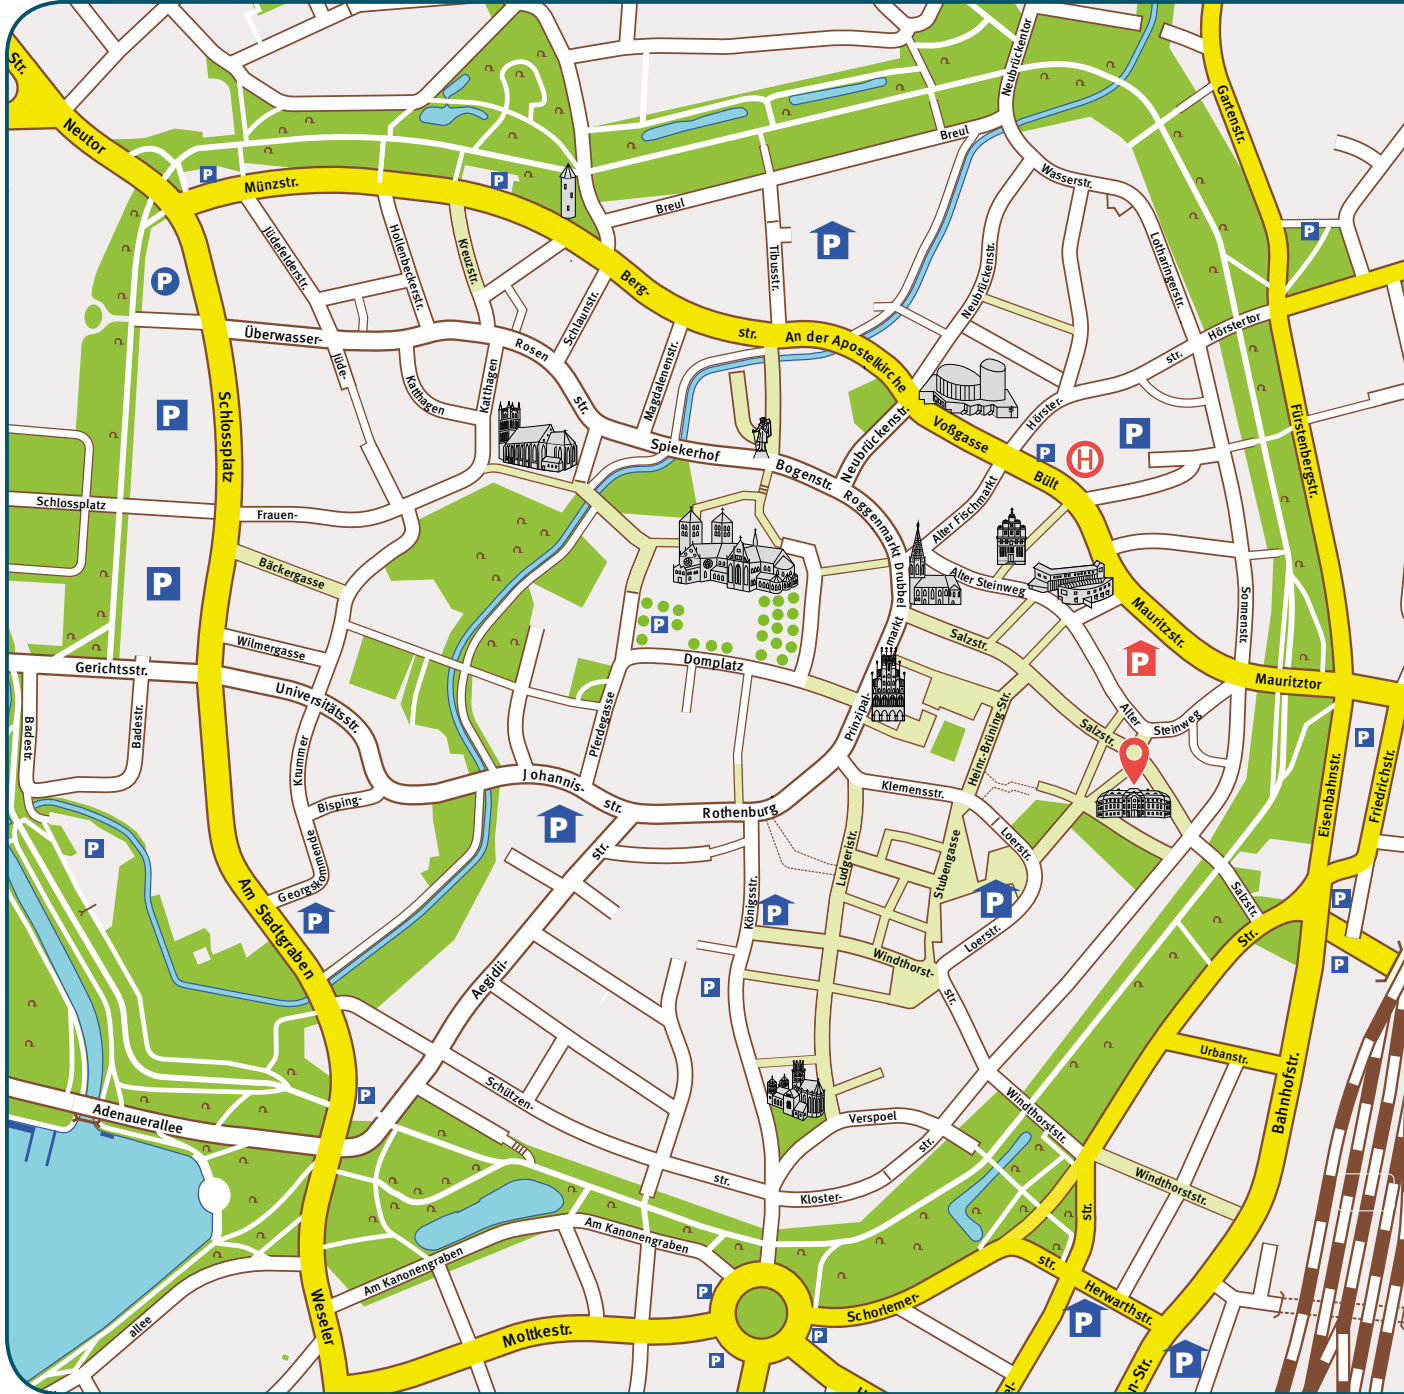 Str.
Neutor
Neubrückentor
Gartenstr.
Breul
Wasserstr.
P
P
Münzstr.
Breul
Jüdefelderstr.
Hollenbeckerstr.
Kreuzstr.
Tibusstr.
P
Neubrückenstr.
Lotharingerstr.
P
P
Berg-
Schlaunstr.
str.
An der Apostelkirche
Hörstertor
str.
Überwasser-
Rosen
str.
Jüde-
Katthagen
Katthagen
Magdalenenstr.
Schlossplatz
P
Spiekerhof
Bogenstr.
Neubrückenstr.
Voßgasse
Hörster-
P
P
H
Bült
Fürstenbergstr.
Roggenmarkt
Alter Fischmarkt
Schlossplatz
Frauen-
Bäckergasse
P
Drubbel
Alter Steinweg
Mauritzstr.
Sonnenstr.
P
P
Wilmergasse
Domplatz
Prinzipal-
markt
Salzstr.
Gerichtsstr.
Universitätsstr.
Mauritztor
Badestr.
Badestr.
Krummer
Pferdegasse
Heinr.-Brüning-Str.
Salzstr.
Alter
Steinweg
P
Johannis-
str.
Bisping-
Rothenburg
Klemensstr.
Eisenbahnstr.
Friedrichstr.
P
P
str.
Georgskommende
Ludgeristr.
Stubengasse
Loerstr.
P
Königsstr.
P
P
Salzstr.
P
Am Stadtgraben
Loerstr.
Str.
Windthorst-
str.
P
Aegidii-
P
Urbanstr.
P
Schützen-
Adenauerallee
Verspoel
Windthorststr.
Bahnhofstr.
str.
str.
Kloster-
Windthorststr.
Am Kanonengraben
Am Kanonengraben
str.
str.
P
Herwarthstr.
Schorlemer-
Weseler
Moltkestr.
allee
P
P
P
P
n-Str.
el-